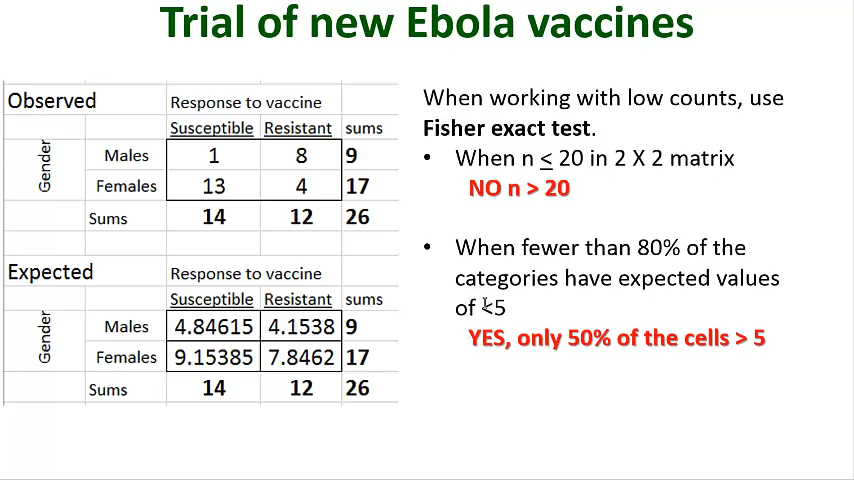 Trial of new Ebola vaccines
Observed Response to vaccine
Susceptible Resistant sums
Gender
Males 1 8 9
Females 13 4 17
Sums 14 12 26
Expected Response to vaccine
Susceptible Resistant sums
Gender
Males 4.84615 4.1538 9
Females 9.15385 7.8462 17
Sums 14 12 26
When working with low counts, use
Fisher exact test.
• When n ≤ 20 in 2 X 2 matrix
NO n > 20
• When fewer than 80% of the
categories have expected values
of <5
YES, only 50% of the cells > 5